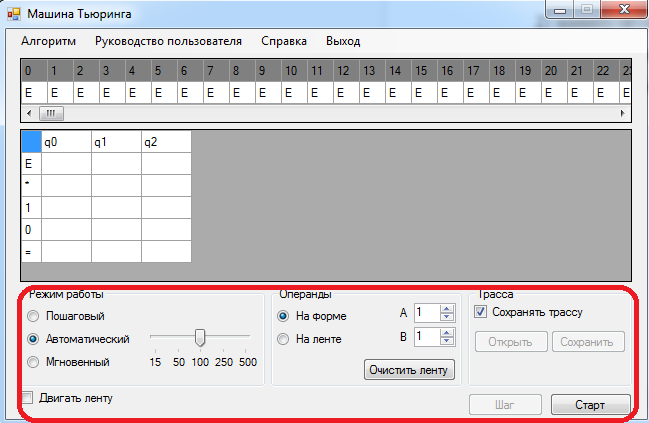 Машина Тьюринга
Алгоритм Руководство пользователя Справка Выход
0 1 2 3 4 5 6 7 8 9 10 11 12 13 14 15 16 17 18 19 20 21 22
E E E E E E E E E E E E E E E E E E E E E E E E
q0 q1 q2
E
*
1
0
=
Режим работы
Пошаговый
Автоматический
Мгновенный
15 50 100 250 500
Двигать ленту
Операнды
На форме A 1
На ленте B 1
Очистить ленту
Трасса
Сохранять трассу
Открыть Сохранить
Шаг Старт